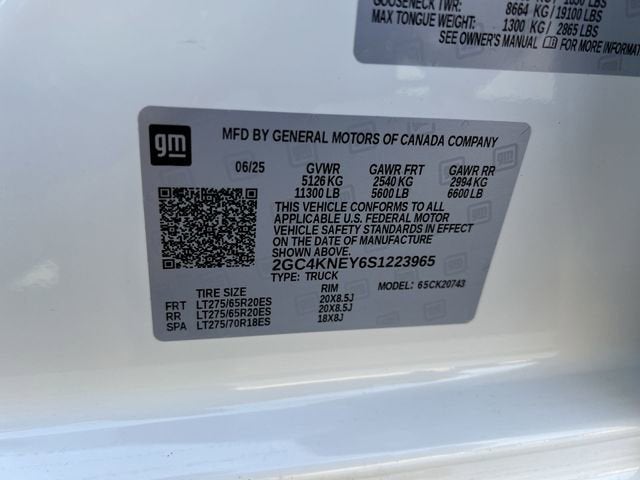 GOOSENECK TWR: 8664 KG/19100 LBS
MAX TONGUE WEIGHT: 1300 KG / 2865 LBS
SEE OWNER'S MANUAL FOR MORE INFORMAT
gm
MFD BY GENERAL MOTORS OF CANADA COMPANY
06/25 GVWR GAWR FRT GAWR RR
5126 KG 2540 KG 2994 KG
11300 LB 5600 LB 6600 LB
THIS VEHICLE CONFORMS TO ALL
APPLICABLE U.S. FEDERAL MOTOR
VEHICLE SAFETY STANDARDS IN EFFECT
ON THE DATE OF MANUFACTURE
SHOWN ABOVE.
2GC4KNEY6S1223965
TYPE: TRUCK MODEL: 65CK20743
TIRE SIZE RIM
FRT LT275/65R20ES 20X8.5J
RR LT275/65R20ES 20X8.5J
SPA LT275/70R18ES 18X8J